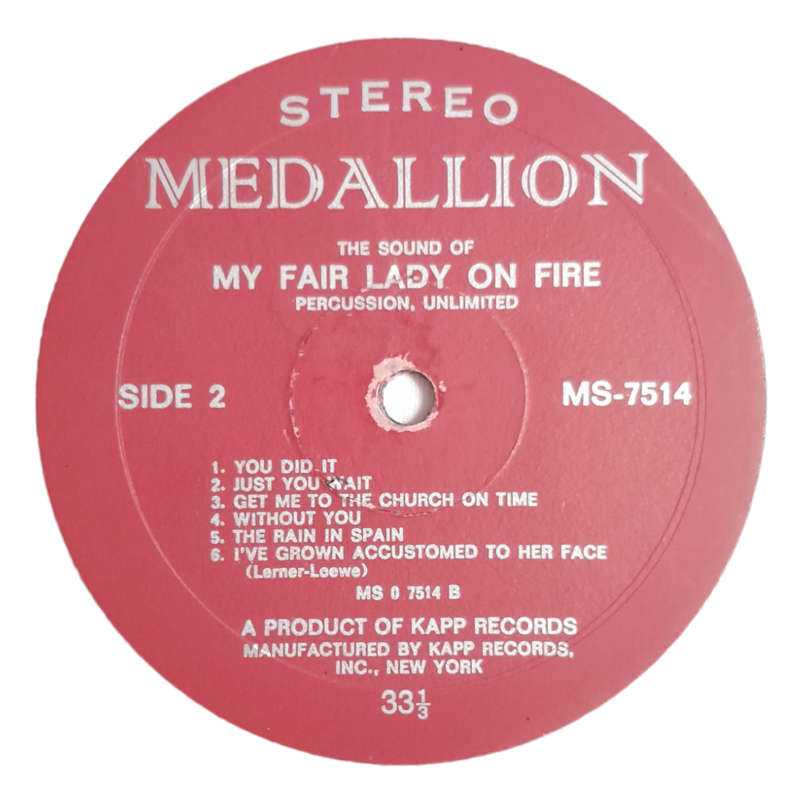 STEREO
MEDALLION
THE SOUND OF
MY FAIR LADY ON FIRE
PERCUSSION, UNLIMITED
SIDE 2
MS-7514
1. YOU DID IT
2. JUST YOU WAIT
3. GET ME TO THE CHURCH ON TIME
4. WITHOUT YOU
5. THE RAIN IN SPAIN
6. I'VE GROWN ACCUSTOMED TO HER FACE
(Lerner-Loewe)
MS 0 7514 B
A PRODUCT OF KAPP RECORDS
MANUFACTURED BY KAPP RECORDS,
INC., NEW YORK
33⅓